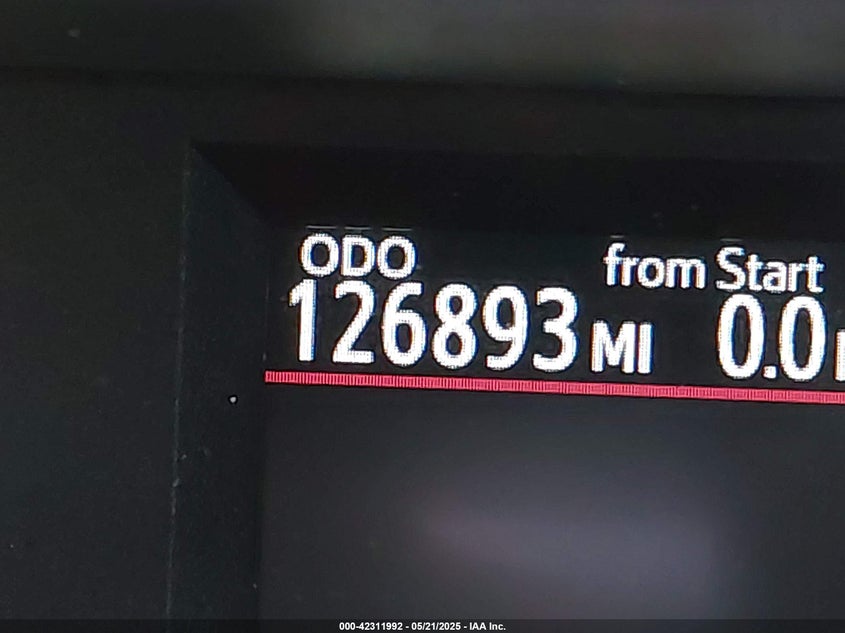 ODO from Start
126893 MI 0.0
000-42311992 - 05/21/2025 - IAA Inc.